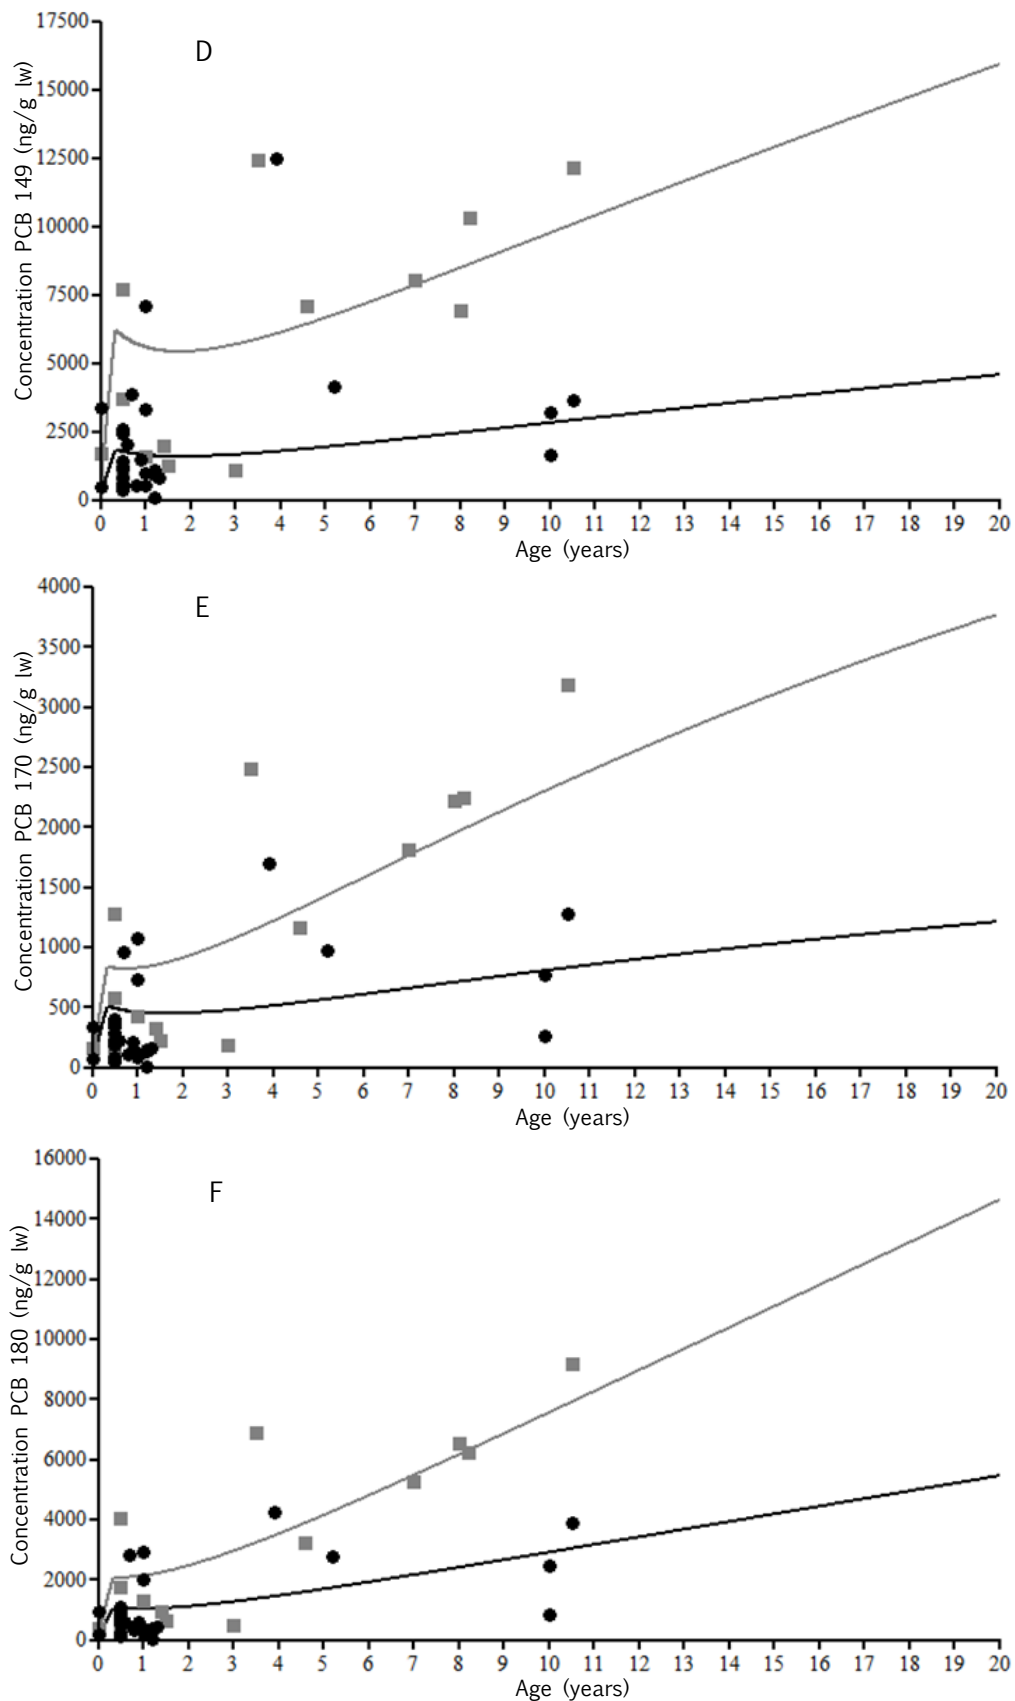 D
Concentration PCB 149 (ng/g lw)
17500
15000
12500
10000
7500
5000
2500
0
0 1 2 3 4 5 6 7 8 9 10 11 12 13 14 15 16 17 18 19 20
Age (years)
E
Concentration PCB 170 (ng/g lw)
4000
3500
3000
2500
2000
1500
1000
500
0
0 1 2 3 4 5 6 7 8 9 10 11 12 13 14 15 16 17 18 19 20
Age (years)
F
Concentration PCB 180 (ng/g lw)
16000
14000
12000
10000
8000
6000
4000
2000
0
0 1 2 3 4 5 6 7 8 9 10 11 12 13 14 15 16 17 18 19 20
Age (years)